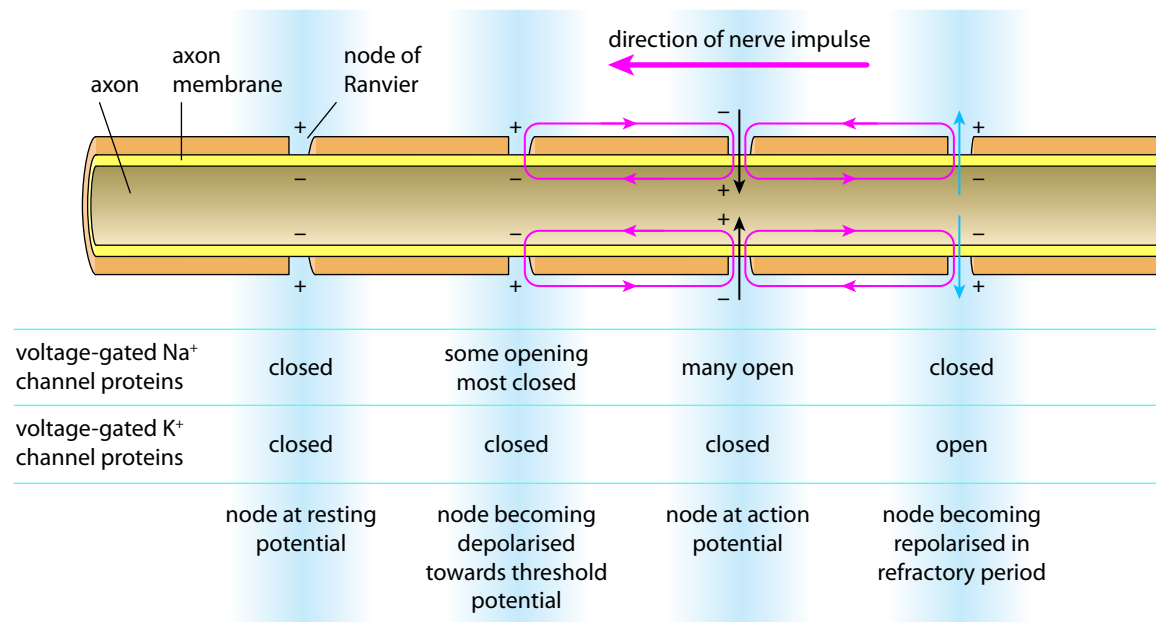 direction of nerve impulse
axon
axon
membrane
node of
Ranvier
+ + − +
− − + −
− − + −
+ + − +
voltage-gated Na⁺
channel proteins
closed
some opening
most closed
many open
closed
voltage-gated K⁺
channel proteins
closed
closed
closed
open
node at resting
potential
node becoming
depolarised
towards threshold
potential
node at action
potential
node becoming
repolarised in
refractory period